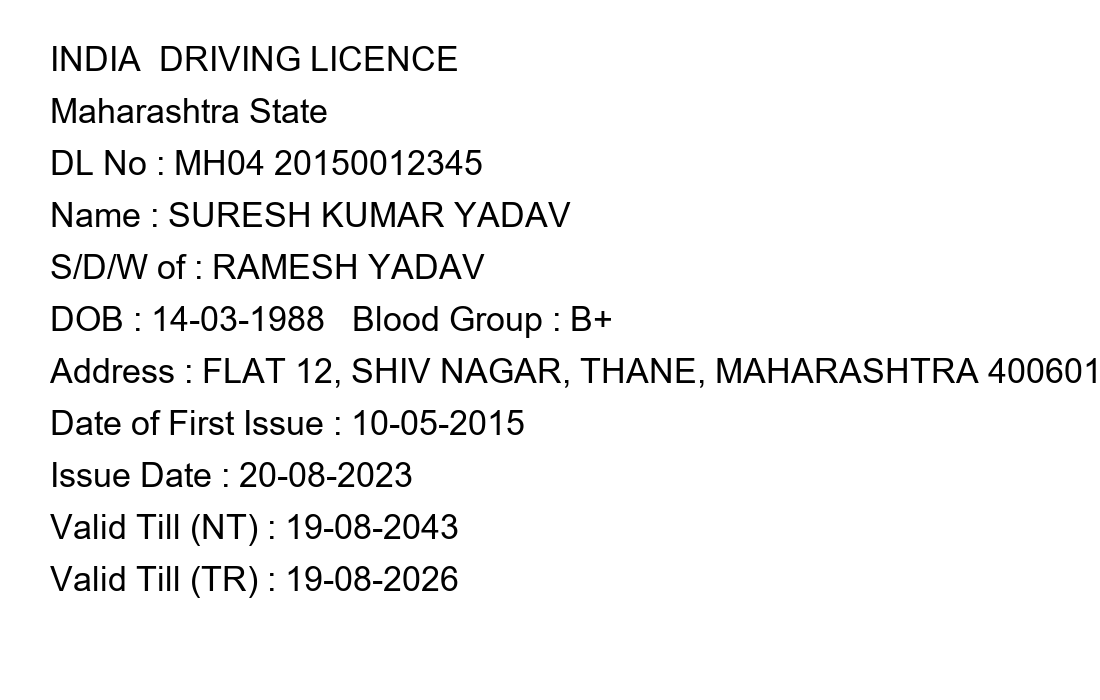 INDIA  DRIVING LICENCE
Maharashtra State
DL No : MH04 20150012345
Name : SURESH KUMAR YADAV
S/D/W of : RAMESH YADAV
DOB : 14-03-1988   Blood Group : B+
Address : FLAT 12, SHIV NAGAR, THANE, MAHARASHTRA 400601
Date of First Issue : 10-05-2015
Issue Date : 20-08-2023
Valid Till (NT) : 19-08-2043
Valid Till (TR) : 19-08-2026